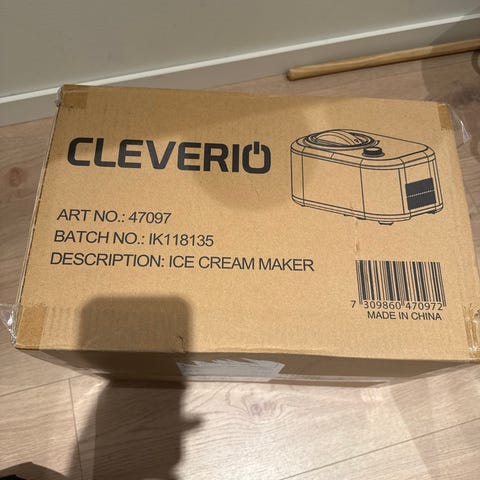 CLEVERIO
ART NO.: 47097
BATCH NO.: IK118135
DESCRIPTION: ICE CREAM MAKER
7 309860 470972
MADE IN CHINA